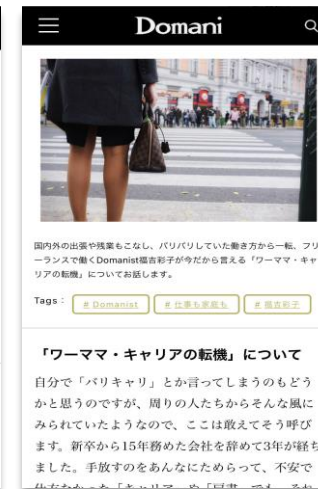 Domani
国内外の出張や残業もこなし、バリバリしていた働き方から一転、フリ
ーランスで働くDomanist福吉彩子が今だから言える「ワーママ・キャ
リアの転機」についてお話します。
Tags :
# Domanist
# 仕事も家庭も
# 福吉彩子
「ワーママ・キャリアの転機」について
自分で「バリキャリ」とか言ってしまうのもどう
かと思うのですが、周りの人たちからそんな風に
みられていたようなので、ここは敢えてそう呼び
ます。新卒から15年務めた会社を辞めて3年が経ち
ました。手放すのをあんなにためらって、不安で